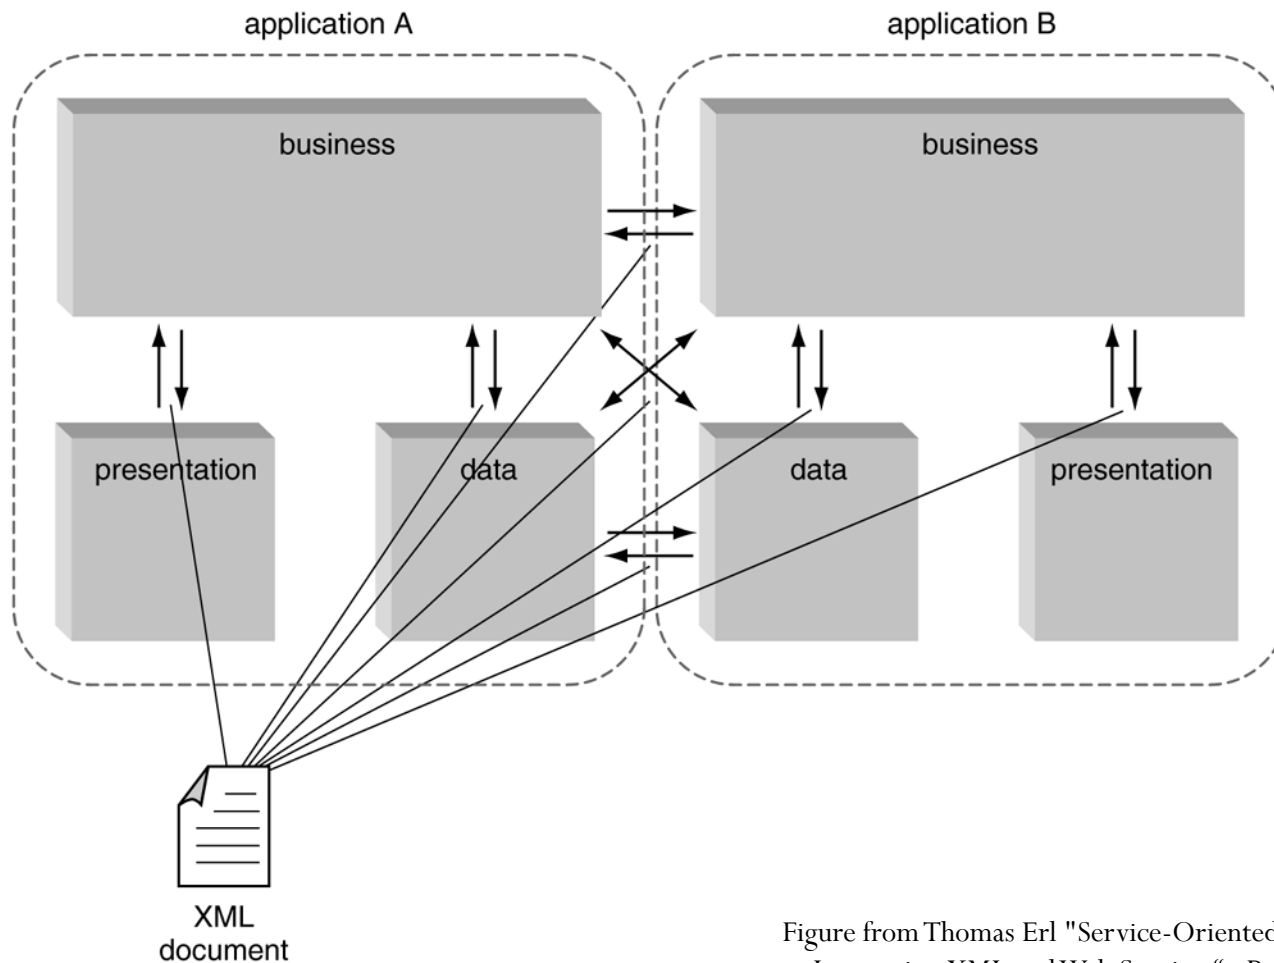 application A
application B
business
business
presentation
data
data
presentation
XML
document
Figure from Thomas Erl "Service-Oriented